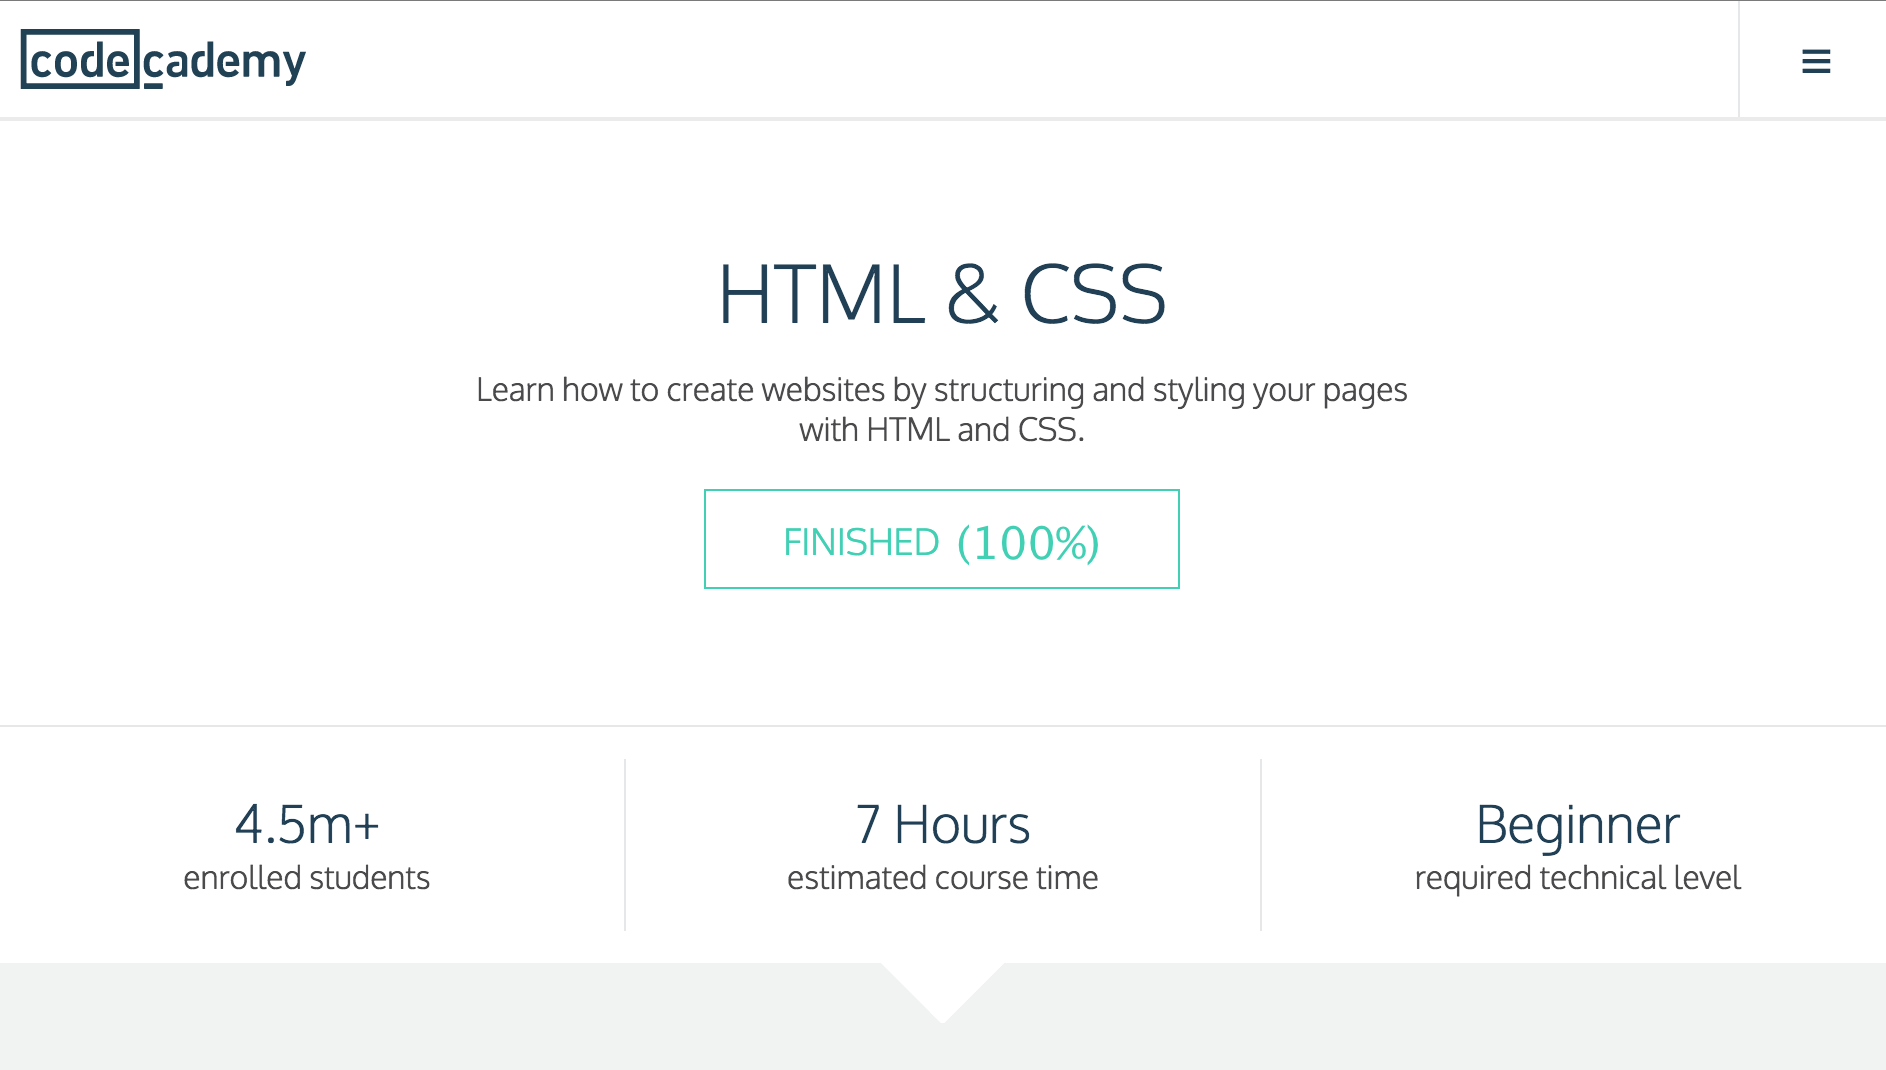 codecademy
HTML & CSS
Learn how to create websites by structuring and styling your pages
with HTML and CSS.
FINISHED (100%)
4.5m+
enrolled students
7 Hours
estimated course time
Beginner
required technical level